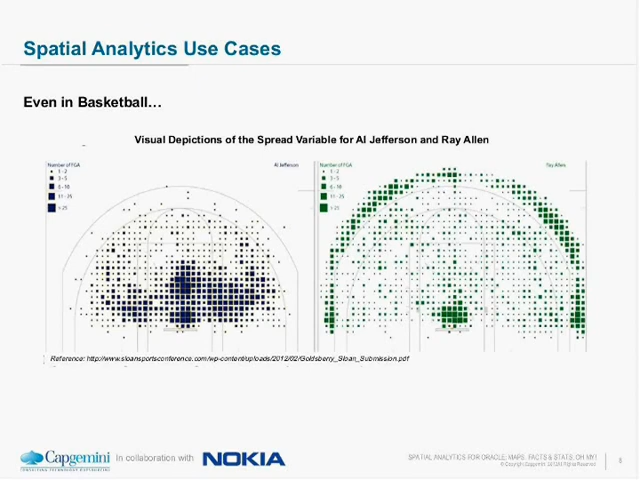 Spatial Analytics Use Cases
Even in Basketball…
Visual Depictions of the Spread Variable for Al Jefferson and Ray Allen
Number of FGA
1 - 2
3 - 5
6 - 10
11 - 25
> 25
Al Jefferson
Number of FGA
1 - 2
3 - 5
6 - 10
11 - 25
> 25
Ray Allen
Reference: http://www.sloansportsconference.com/wp-content/uploads/2012/02/Goldsberry_Sloan_Submission.pdf
Capgemini
CONSULTING.TECHNOLOGY.OUTSOURCING
In collaboration with
NOKIA
SPATIAL ANALYTICS FOR ORACLE: MAPS, FACTS & STATS, OH MY!
© Copyright Capgemini 2012 All Rights Reserved